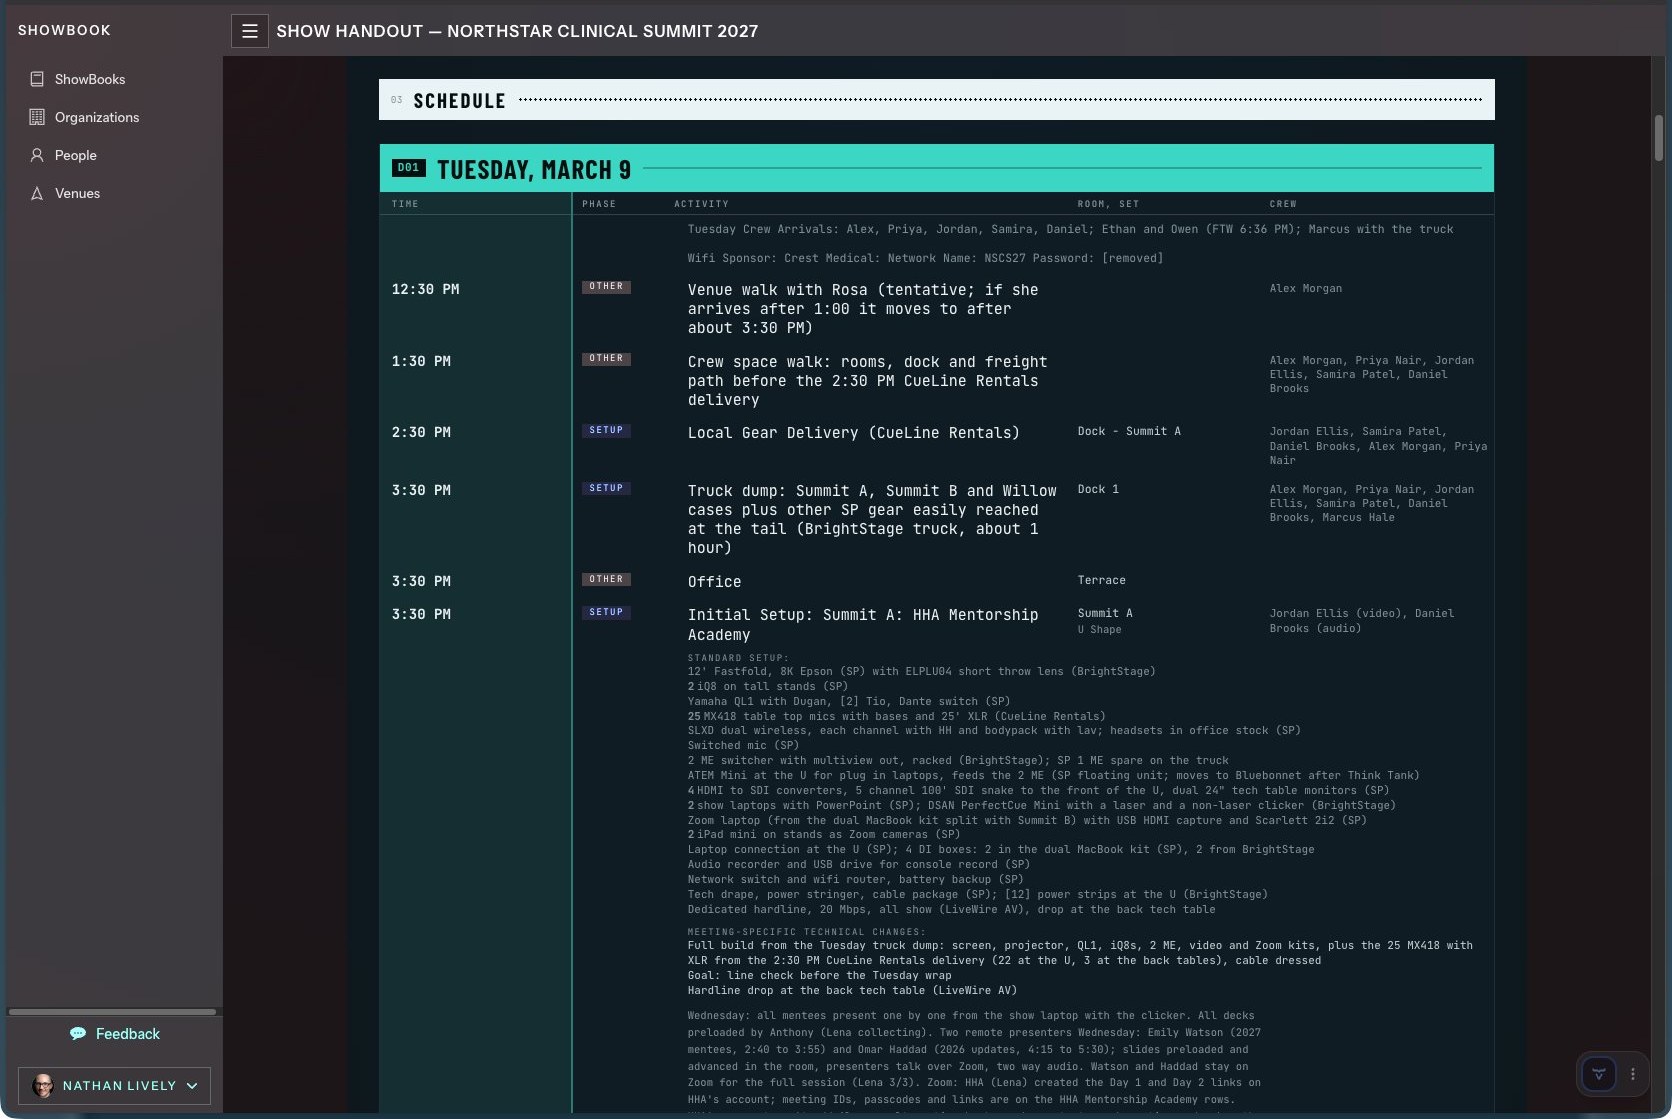 SHOWBOOK
SHOW HANDOUT — NORTHSTAR CLINICAL SUMMIT 2027
ShowBooks
Organizations
People
Venues
03 SCHEDULE
D01 TUESDAY, MARCH 9
TIME PHASE ACTIVITY ROOM, SET CREW
Tuesday Crew Arrivals: Alex, Priya, Jordan, Samira, Daniel; Ethan and Owen (FTW 6:36 PM); Marcus with the truck
Wifi Sponsor: Crest Medical: Network Name: NSCS27 Password: [removed]
12:30 PM OTHER Venue walk with Rosa (tentative; if she Alex Morgan
arrives after 1:00 it moves to after
about 3:30 PM)
1:30 PM OTHER Crew space walk: rooms, dock and freight Alex Morgan, Priya Nair, Jordan
path before the 2:30 PM CueLine Rentals Ellis, Samira Patel, Daniel
delivery Brooks
2:30 PM SETUP Local Gear Delivery (CueLine Rentals) Dock - Summit A Jordan Ellis, Samira Patel,
Daniel Brooks, Alex Morgan, Priya
Nair
3:30 PM SETUP Truck dump: Summit A, Summit B and Willow Dock 1 Alex Morgan, Priya Nair, Jordan
cases plus other SP gear easily reached Ellis, Samira Patel, Daniel
at the tail (BrightStage truck, about 1 Brooks, Marcus Hale
hour)
3:30 PM OTHER Office Terrace
3:30 PM SETUP Initial Setup: Summit A: HHA Mentorship Summit A Jordan Ellis (video), Daniel
Academy U Shape Brooks (audio)
STANDARD SETUP:
12' Fastfold, 8K Epson (SP) with ELPLU04 short throw lens (BrightStage)
2 iQ8 on tall stands (SP)
Yamaha QL1 with Dugan, [2] Tio, Dante switch (SP)
25 MX418 table top mics with bases and 25' XLR (CueLine Rentals)
SLXD dual wireless, each channel with HH and bodypack with lav; headsets in office stock (SP)
Switched mic (SP)
2 ME switcher with multiview out, racked (BrightStage); SP 1 ME spare on the truck
ATEM Mini at the U for plug in laptops, feeds the 2 ME (SP floating unit; moves to Bluebonnet after Think Tank)
4 HDMI to SDI converters, 5 channel 100' SDI snake to the front of the U, dual 24" tech table monitors (SP)
2 show laptops with PowerPoint (SP); DSAN PerfectCue Mini with a laser and a non-laser clicker (BrightStage)
Zoom laptop (from the dual MacBook kit split with Summit B) with USB HDMI capture and Scarlett 2i2 (SP)
2 iPad mini on stands as Zoom cameras (SP)
Laptop connection at the U (SP); 4 DI boxes: 2 in the dual MacBook kit (SP), 2 from BrightStage
Audio recorder and USB drive for console record (SP)
Network switch and wifi router, battery backup (SP)
Tech drape, power stringer, cable package (SP); [12] power strips at the U (BrightStage)
Dedicated hardline, 20 Mbps, all show (LiveWire AV), drop at the back tech table
MEETING-SPECIFIC TECHNICAL CHANGES:
Full build from the Tuesday truck dump: screen, projector, QL1, iQ8s, 2 ME, video and Zoom kits, plus the 25 MX418 with
XLR from the 2:30 PM CueLine Rentals delivery (22 at the U, 3 at the back tables), cable dressed
Goal: line check before the Tuesday wrap
Hardline drop at the back tech table (LiveWire AV)
Wednesday: all mentees present one by one from the show laptop with the clicker. All decks
preloaded by Anthony (Lena collecting). Two remote presenters Wednesday: Emily Watson (2027
mentees, 2:40 to 3:55) and Omar Haddad (2026 updates, 4:15 to 5:30); slides preloaded and
advanced in the room, presenters talk over Zoom, two way audio. Watson and Haddad stay on
Zoom for the full session (Lena 3/3). Zoom: HHA (Lena) created the Day 1 and Day 2 links on
HHA's account; meeting IDs, passcodes and links are on the HHA Mentorship Academy rows.
Feedback
NATHAN LIVELY